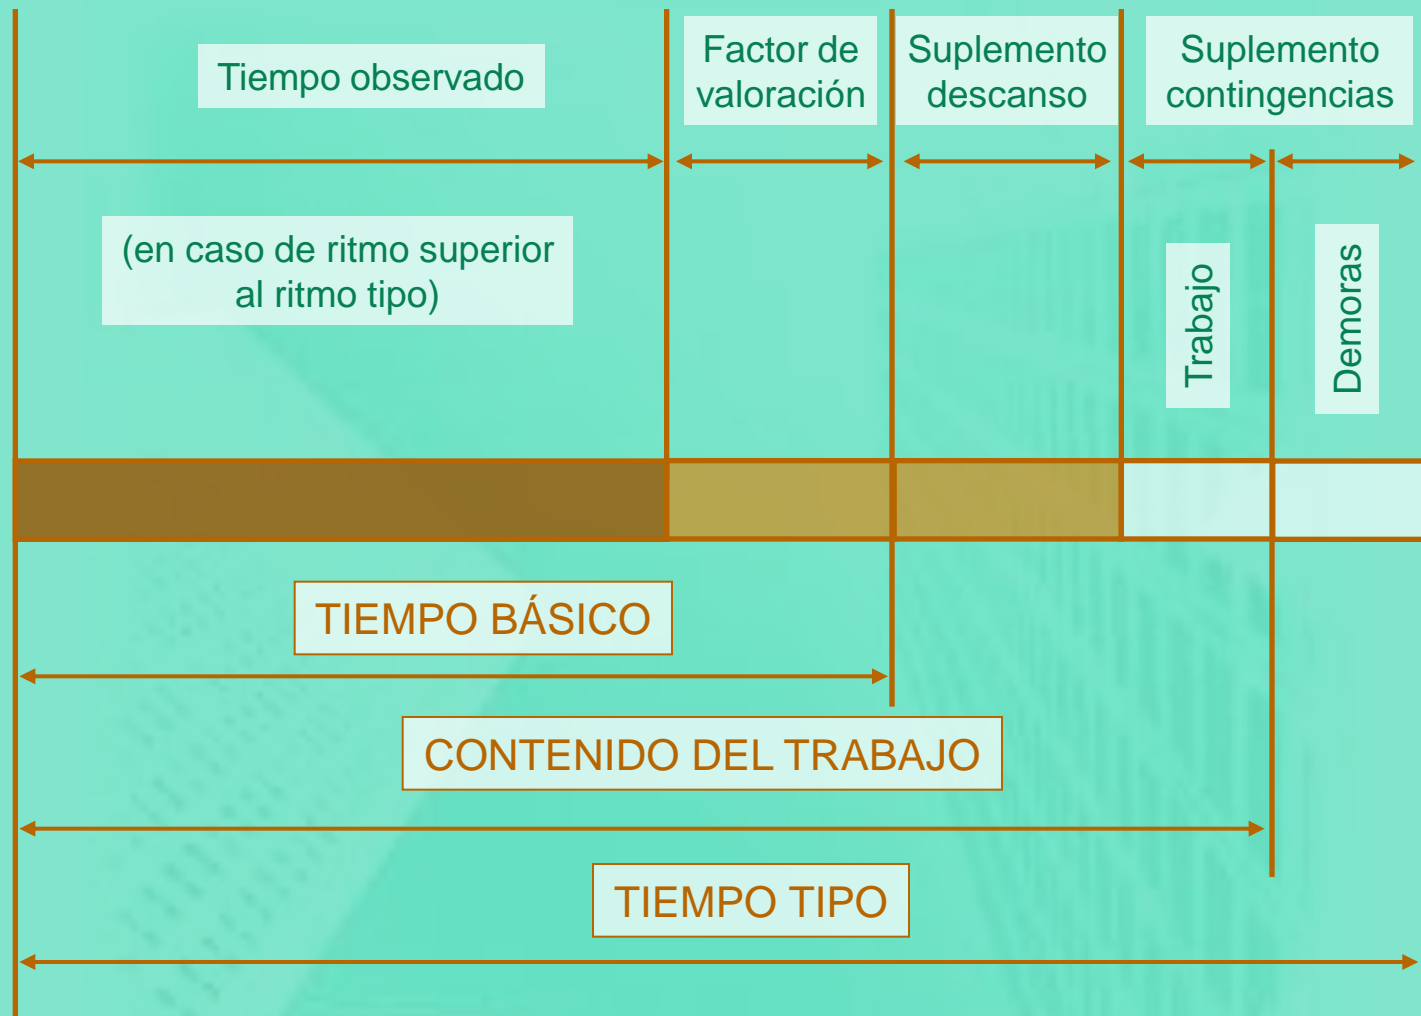 Tiempo observado
Factor de
valoración
Suplemento
descanso
Suplemento
contingencias
(en caso de ritmo superior
al ritmo tipo)
Trabajo
Demoras
TIEMPO BÁSICO
CONTENIDO DEL TRABAJO
TIEMPO TIPO